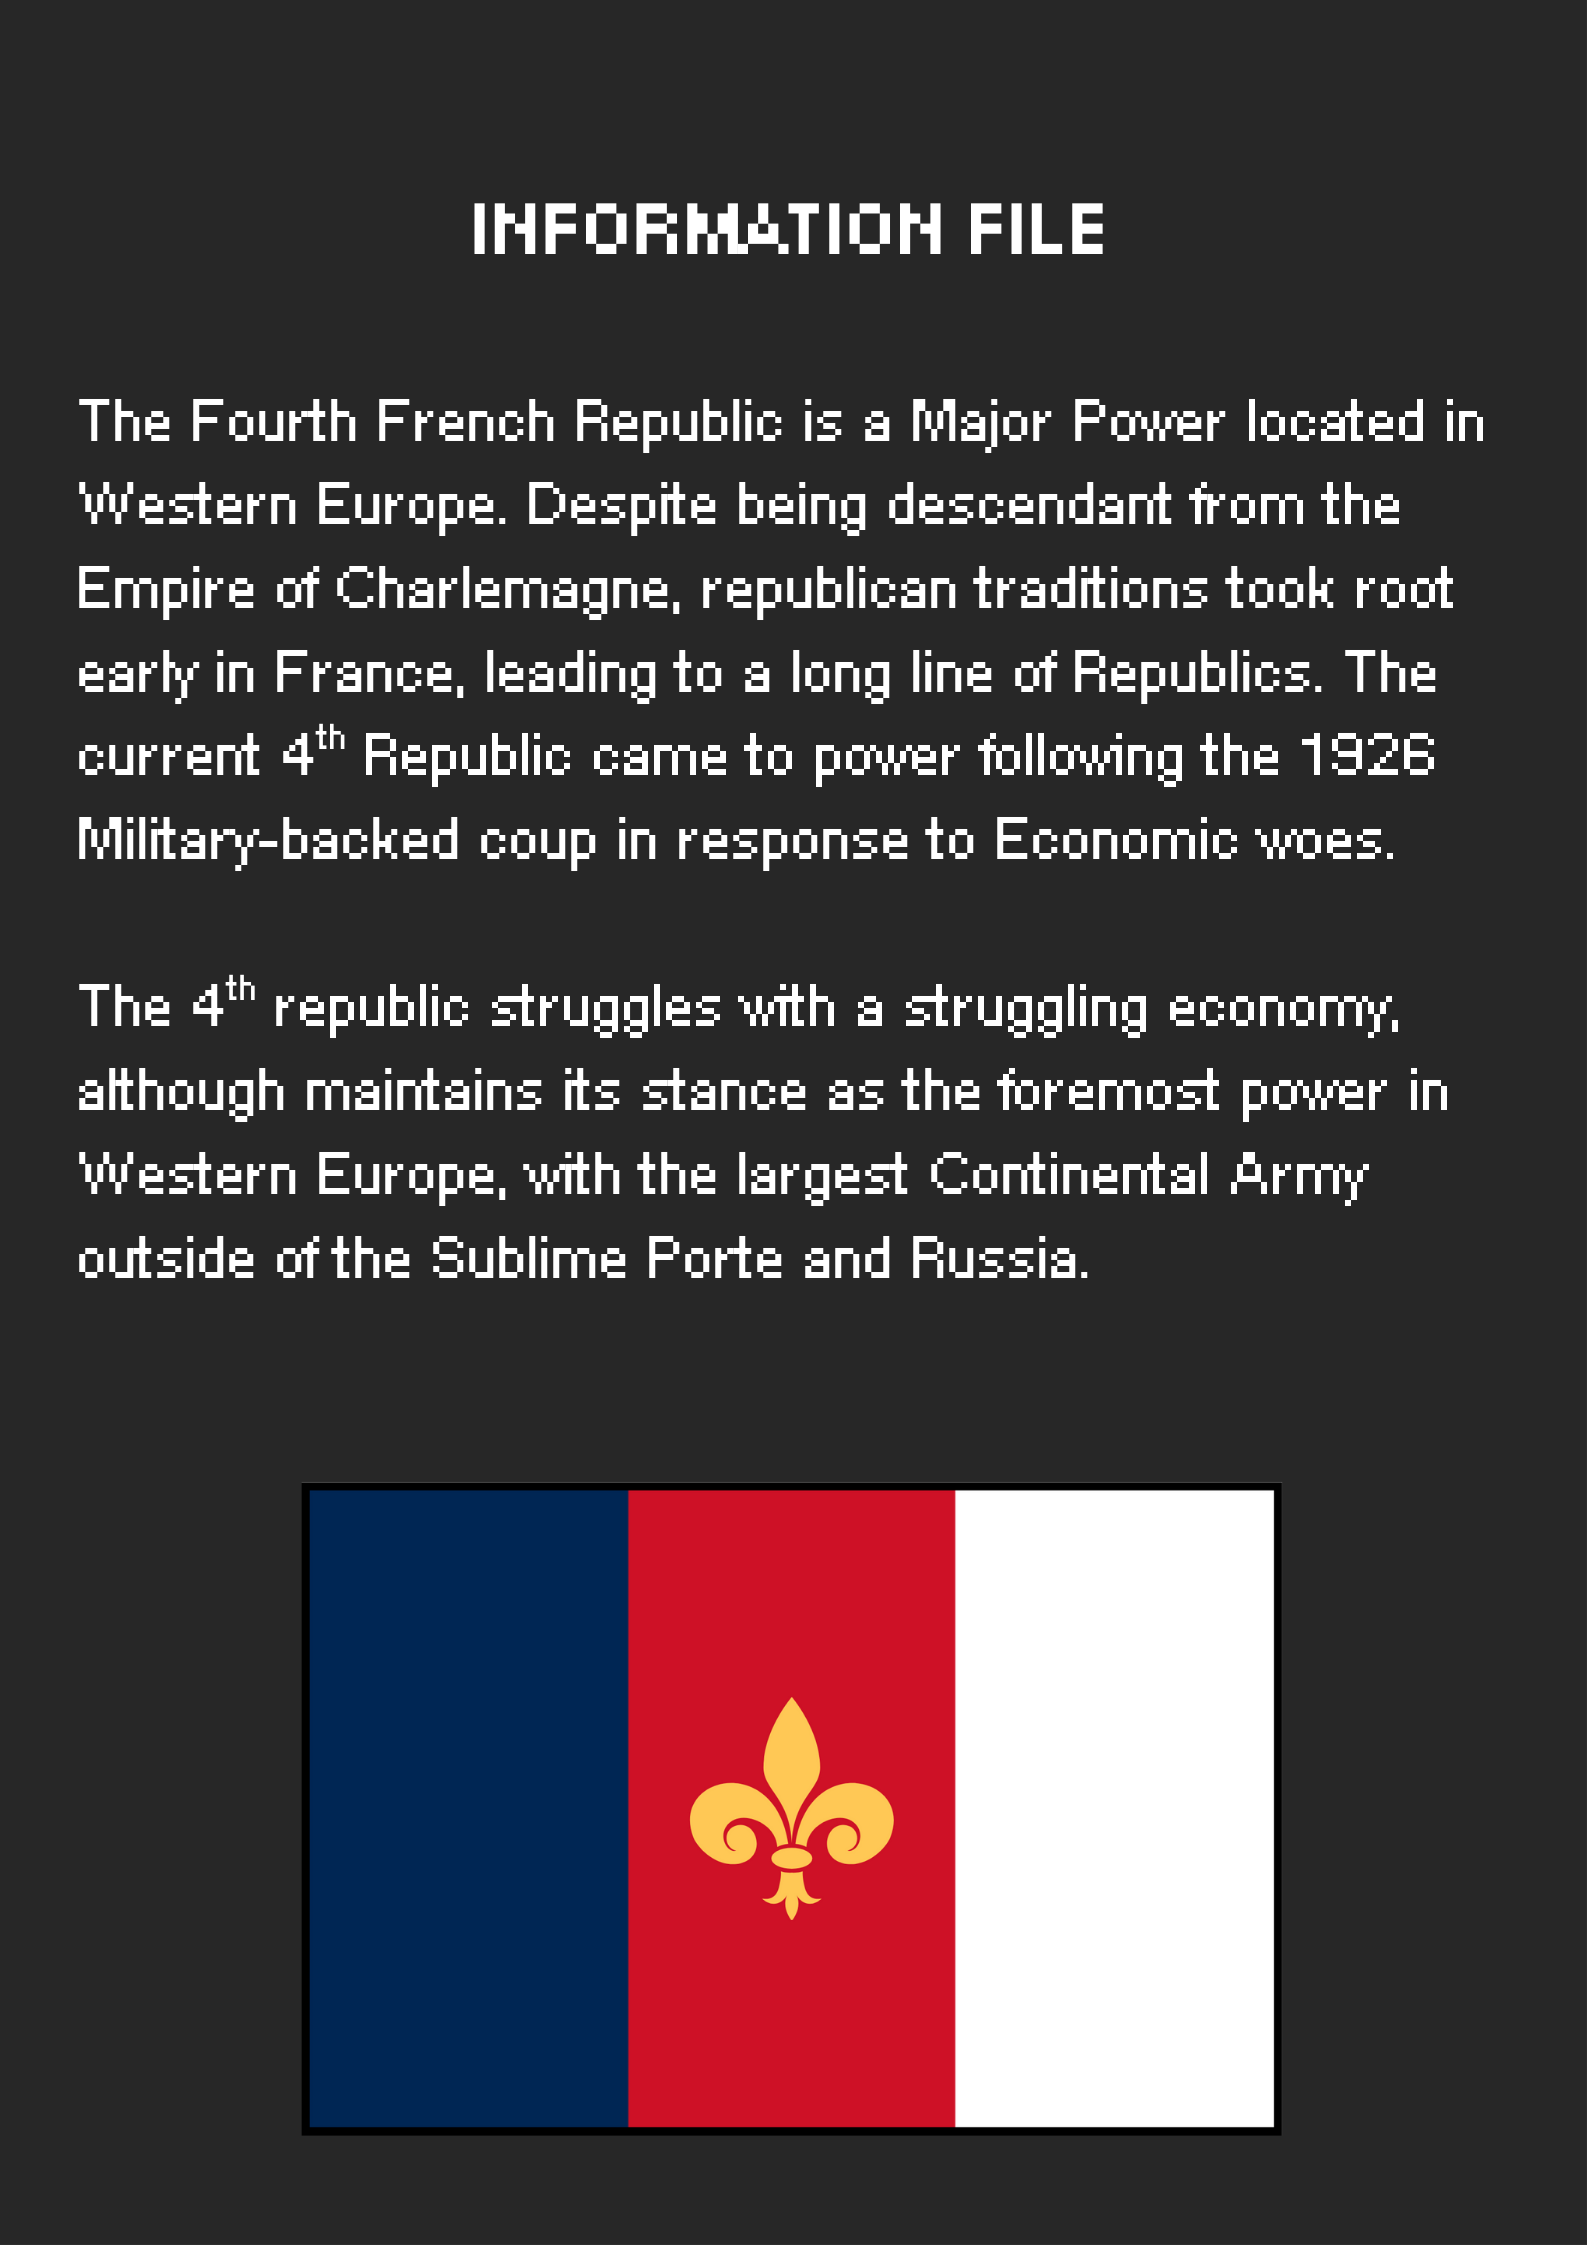 INFORMATION FILE
The Fourth French Republic is a Major Power located in
Western Europe. Despite being descendant from the
Empire of Charlemagne, republican traditions took root
early in France, leading to a long line of Republics. The
current 4th Republic came to power following the 1926
Military-backed coup in response to Economic woes.
The 4th republic struggles with a struggling economy,
although maintains its stance as the foremost power in
Western Europe, with the largest Continental Army
outside of the Sublime Porte and Russia.